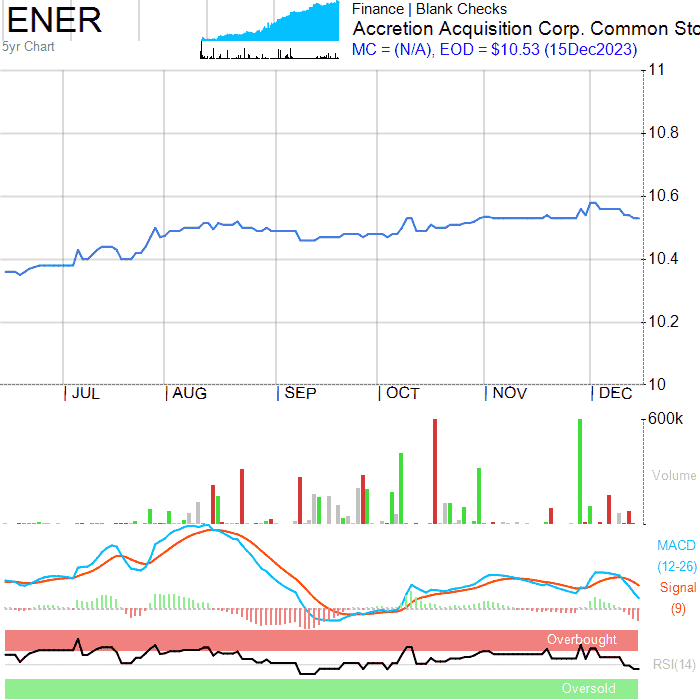 ENER
5yr Chart
Finance | Blank Checks
Accretion Acquisition Corp. Common Sto
MC = (N/A), EOD = $10.53 (15Dec2023)
11
10.8
10.6
10.4
10.2
10
JUL
AUG
SEP
OCT
NOV
DEC
600k
Volume
MACD
(12-26)
Signal
(9)
Overbought
RSI(14)
Oversold